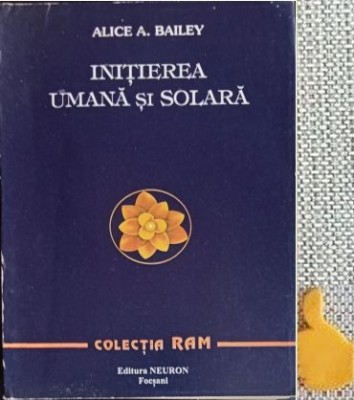 ALICE A. BAILEY
INIȚIEREA
UMANĂ ȘI SOLARĂ
COLECȚIA RAM
Editura NEURON
Focșani